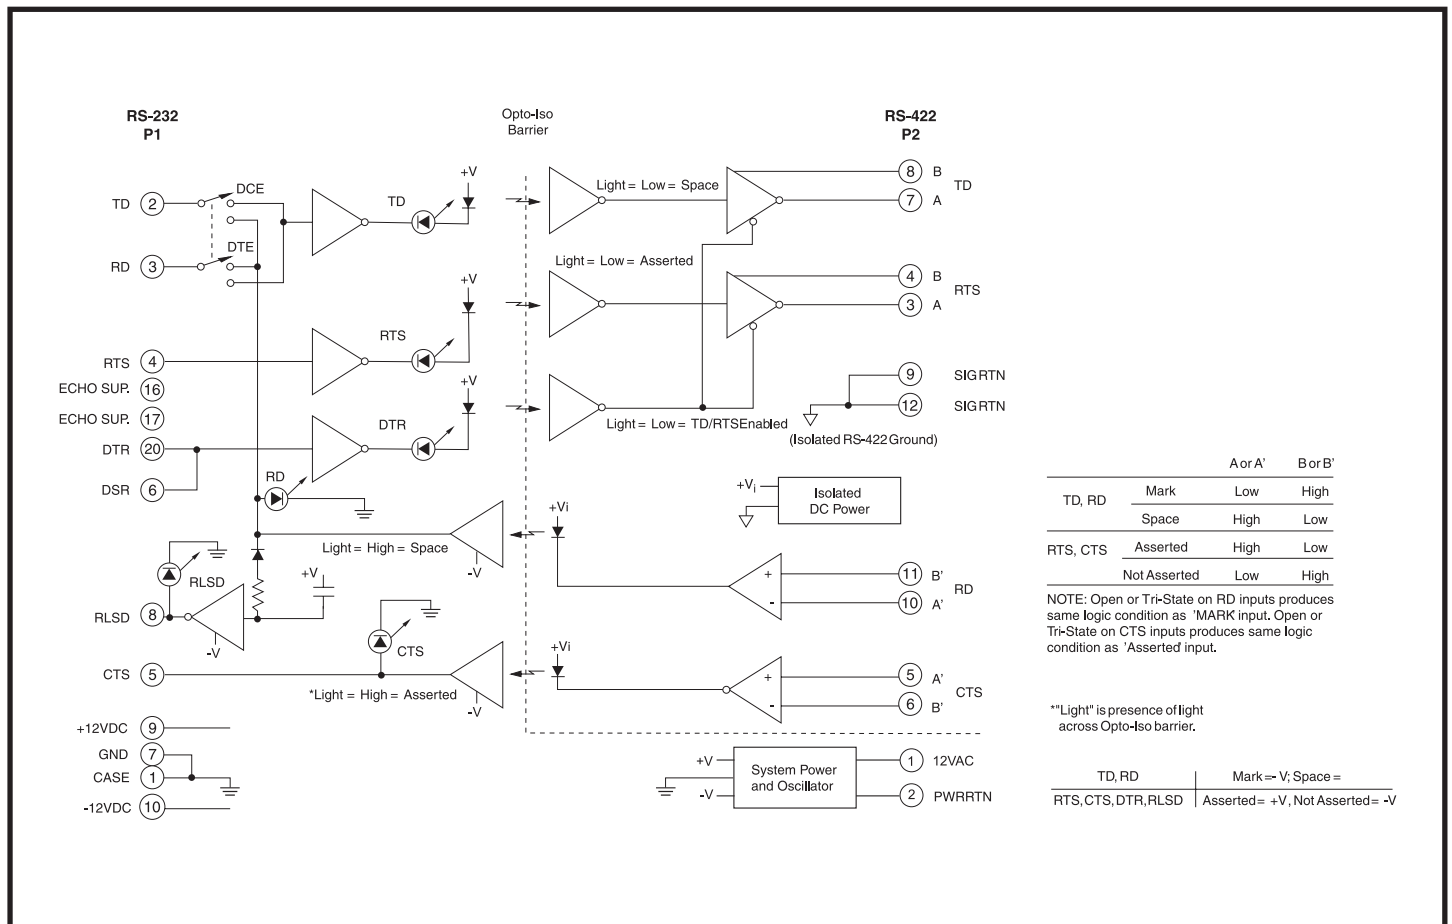 RS-232
P1
Opto-Iso
Barrier
RS-422
P2
TD 2
DCE
RD 3
DTE
TD
+V
Light = Low = Space
8 B
TD
7 A
Light = Low = Asserted
+V
4 B
RTS
3 A
RTS 4
RTS
ECHO SUP. 16
ECHO SUP. 17
DTR 20
DTR
+V
DSR 6
Light = Low = TD/RTSEnabled
9 SIGRTN
12 SIGRTN
(Isolated RS-422 Ground)
RD
+Vi
Isolated
DC Power
Light = High = Space
-V
+Vi
11 B'
RD
10 A'
+
-
RLSD
+V
RLSD 8
-V
CTS
CTS 5
*Light = High = Asserted
-V
+Vi
+
-
5 A'
CTS
6 B'
+12VDC 9
GND 7
CASE 1
-12VDC 10
+V
-V
System Power
and Oscillator
1 12VAC
2 PWRRTN
A or A' B or B'
TD, RD Mark Low High
Space High Low
RTS, CTS Asserted High Low
Not Asserted Low High
NOTE: Open or Tri-State on RD inputs produces
same logic condition as 'MARK' input. Open or
Tri-State on CTS inputs produces same logic
condition as 'Asserted' input.
*"Light" is presence of light
across Opto-Iso barrier.
TD, RD Mark =- V; Space =
RTS, CTS, DTR, RLSD Asserted = +V, Not Asserted = -V